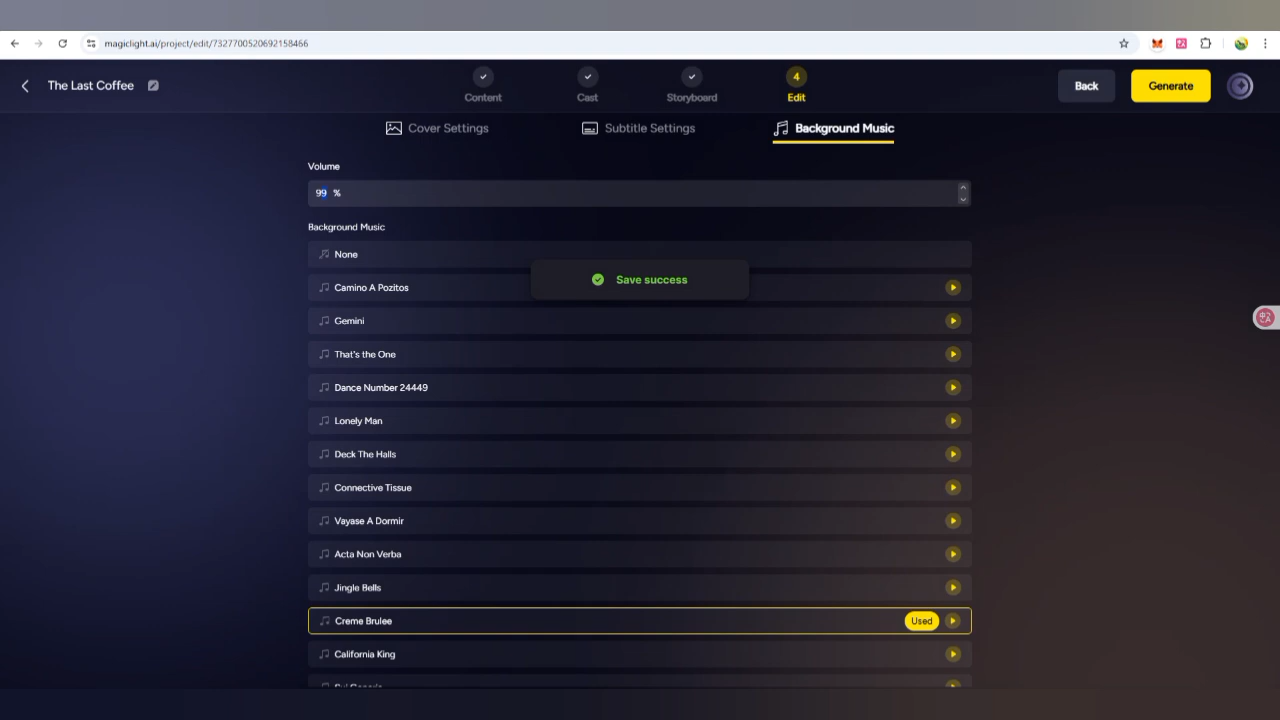 magiclight.ai/project/edit/7327700520692158466
The Last Coffee
Content
Cast
Storyboard
4
Edit
Back
Generate
Cover Settings
Subtitle Settings
Background Music
Volume
99 %
Background Music
None
Save success
Camino A Pozitos
Gemini
That's the One
Dance Number 24449
Lonely Man
Deck The Halls
Connective Tissue
Vayase A Dormir
Acta Non Verba
Jingle Bells
Creme Brulee
Used
California King